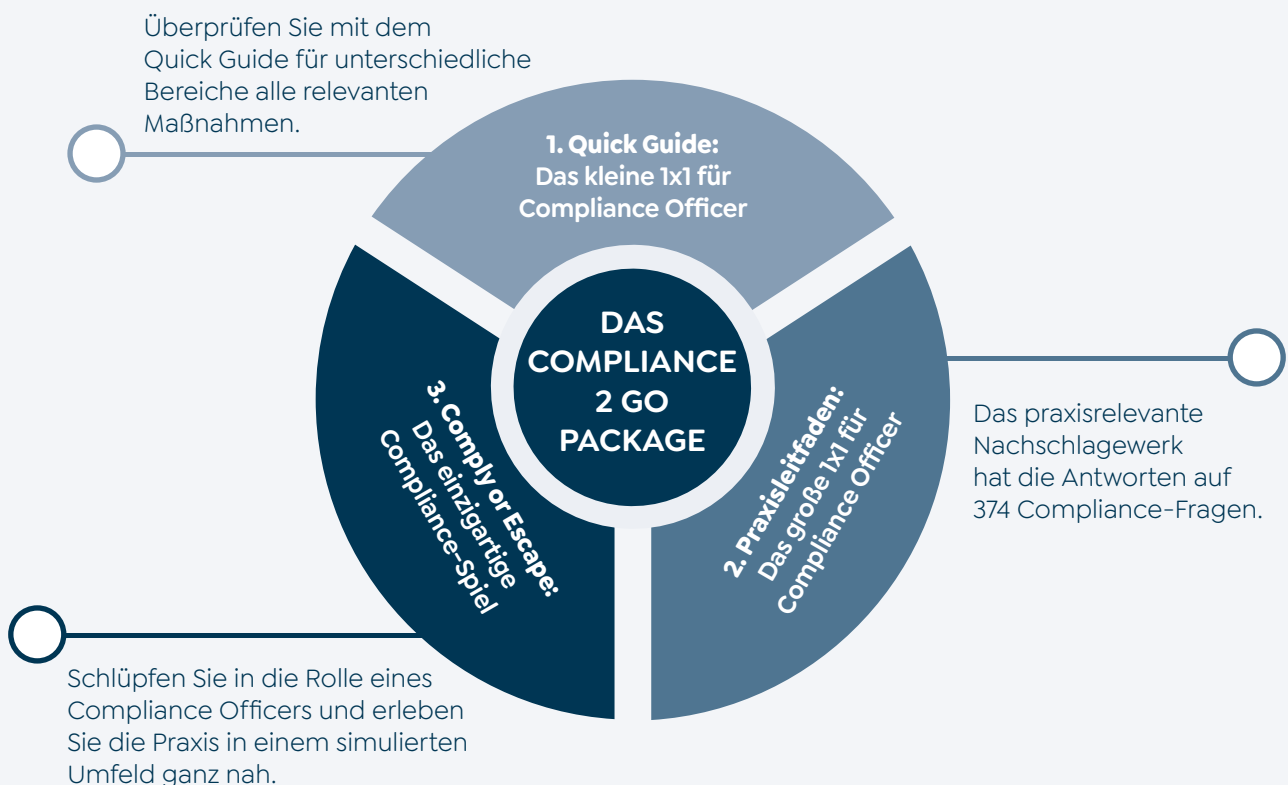 Überprüfen Sie mit dem
Quick Guide für unterschiedliche
Bereiche alle relevanten
Maßnahmen.
1. Quick Guide:
Das kleine 1x1 für
Compliance Officer
DAS
COMPLIANCE
2 GO
PACKAGE
2. Praxisleitfaden:
Das große 1x1 für
Compliance Officer
Das praxisrelevante
Nachschlagewerk
hat die Antworten auf
374 Compliance-Fragen.
3. Comply or Escape:
Das einzigartige
Compliance-Spiel
Schlüpfen Sie in die Rolle eines
Compliance Officers und erleben
Sie die Praxis in einem simulierten
Umfeld ganz nah.